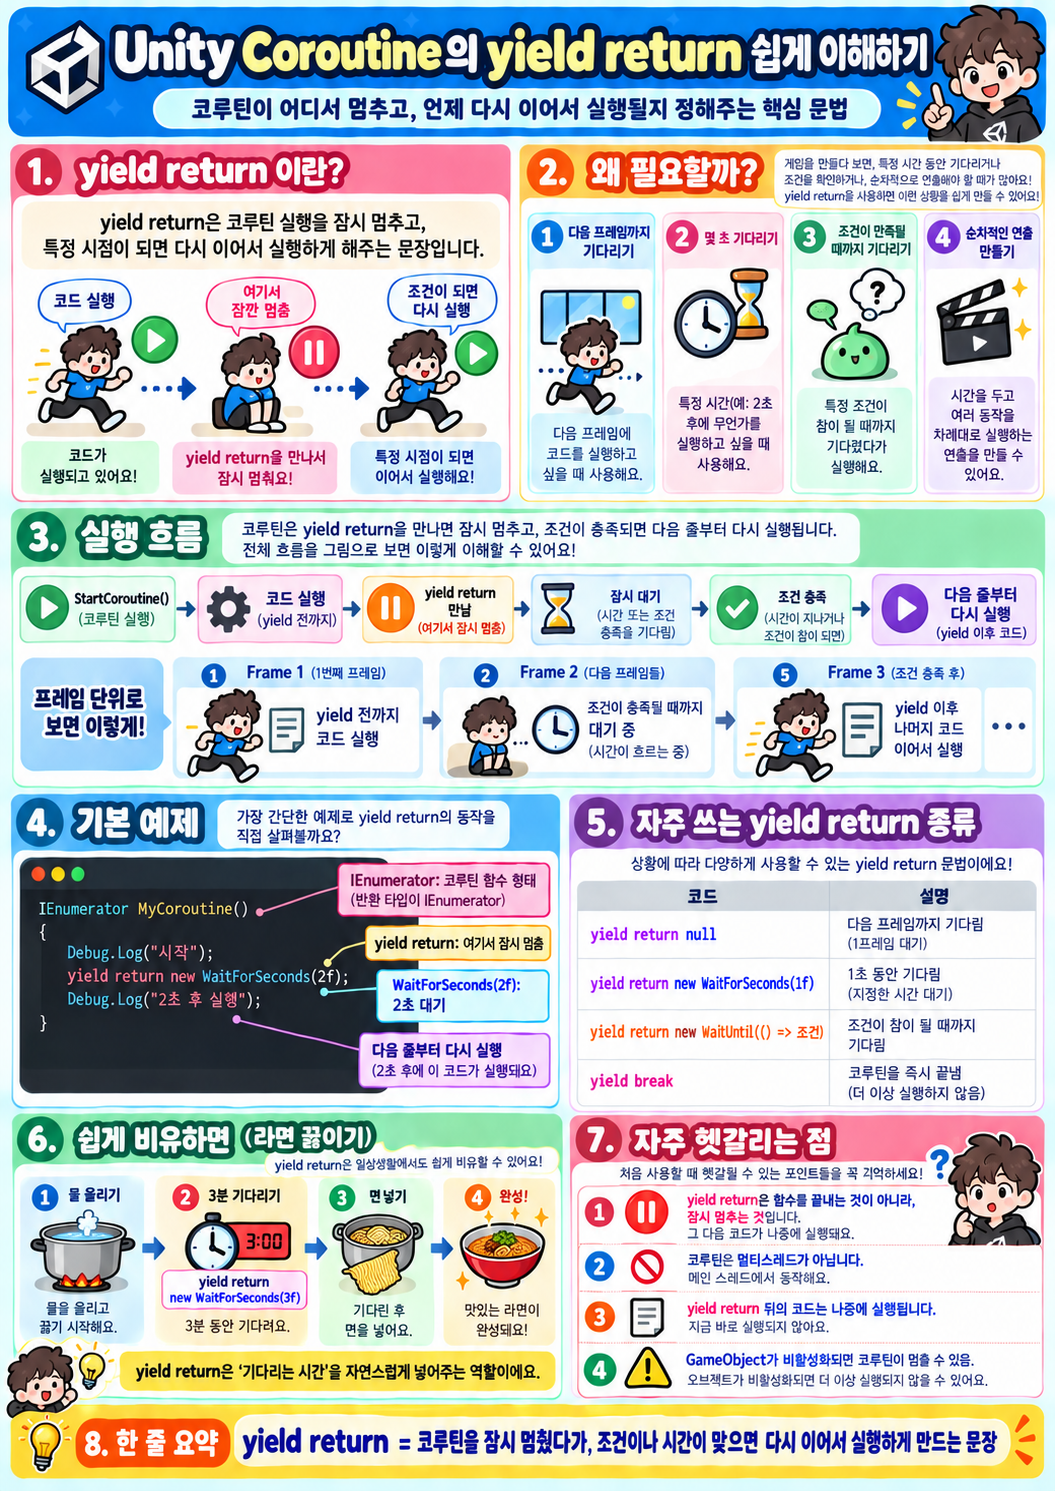 Unity Coroutine의 yield return 쉽게 이해하기
코루틴이 어디서 멈추고, 언제 다시 이어서 실행될지 정해주는 핵심 문법
1. yield return 이란?
yield return은 코루틴 실행을 잠시 멈추고,
특정 시점이 되면 다시 이어서 실행하게 해주는 문장입니다.
코드 실행
여기서
잠깐 멈춤
조건이 되면
다시 실행
코드가
실행되고 있어요!
yield return을 만나서
잠시 멈춰요!
특정 시점이 되면
이어서 실행해요!
2. 왜 필요할까?
게임을 만들다 보면, 특정 시간 동안 기다리거나
조건을 확인하거나, 순차적으로 연출해야 할 때가 많아요!
yield return을 사용하면 이런 상황을 쉽게 만들 수 있어요!
1 다음 프레임까지
기다리기
다음 프레임에
코드를 실행하고
싶을 때 사용해요.
2 몇 초 기다리기
특정 시간(예: 2초
후에 무언가를
실행하고 싶을 때
사용해요.
3 조건이 만족될
때까지 기다리기
?
특정 조건이
참이 될 때까지
기다렸다가
실행해요.
4 순차적인 연출
만들기
시간을 두고
여러 동작을
차례대로 실행하는
연출을 만들 수
있어요.
3. 실행 흐름
코루틴은 yield return을 만나면 잠시 멈추고, 조건이 충족되면 다음 줄부터 다시 실행됩니다.
전체 흐름을 그림으로 보면 이렇게 이해할 수 있어요!
StartCoroutine()
(코루틴 실행)
코드 실행
(yield 전까지)
yield return
만남
(여기서 잠시 멈춤)
잠시 대기
(시간 또는 조건
충족을 기다림)
조건 충족
(시간이 지나거나
조건이 참이 되면)
다음 줄부터
다시 실행
(yield 이후 코드)
프레임 단위로
보면 이렇게!
1 Frame 1 (1번째 프레임)
yield 전까지
코드 실행
2 Frame 2 (다음 프레임들)
...
조건이 충족될 때까지
대기 중
(시간이 흐르는 중)
5 Frame 3 (조건 충족 후)
yield 이후
나머지 코드
이어서 실행
...
4. 기본 예제
가장 간단한 예제로 yield return의 동작을
직접 살펴볼까요?
IEnumerator MyCoroutine()
{
Debug.Log("시작");
yield return new WaitForSeconds(2f);
Debug.Log("2초 후 실행");
}
IEnumerator: 코루틴 함수 형태
(반환 타입이 IEnumerator)
yield return: 여기서 잠시 멈춤
WaitForSeconds(2f):
2초 대기
다음 줄부터 다시 실행
(2초 후에 이 코드가 실행돼요)
5. 자주 쓰는 yield return 종류
상황에 따라 다양하게 사용할 수 있는 yield return 문법이에요!
코드 설명
yield return null 다음 프레임까지 기다림
(1프레임 대기)
yield return new WaitForSeconds(1f) 1초 동안 기다림
(지정한 시간 대기)
yield return new WaitUntil(() => 조건) 조건이 참이 될 때까지
기다림
yield break 코루틴을 즉시 끝냄
(더 이상 실행하지 않음)
6. 쉽게 비유하면 (라면 끓이기)
yield return은 일상생활에서도 쉽게 비유할 수 있어요!
1 물 올리기
물을 올리고
끓기 시작해요.
2 3분 기다리기
3:00
yield return
new WaitForSeconds(3f)
3분 동안 기다려요.
3 면 넣기
기다린 후
면을 넣어요.
4 완성!
맛있는 라면이
완성돼요!
yield return은 '기다리는 시간'을 자연스럽게 넣어주는 역할이에요.
7. 자주 헷갈리는 점
처음 사용할 때 헷갈릴 수 있는 포인트들을 꼭 기억하세요!
?
1 yield return은 함수를 끝내는 것이 아니라,
잠시 멈추는 것입니다.
그 다음 코드가 나중에 실행돼요.
2 코루틴은 멀티스레드가 아닙니다.
메인 스레드에서 동작해요.
3 yield return 뒤의 코드는 나중에 실행됩니다.
지금 바로 실행되지 않아요.
4 GameObject가 비활성화되면 코루틴이 멈출 수 있음.
오브젝트가 비활성화되면 더 이상 실행되지 않을 수 있어요.
8. 한 줄 요약
yield return = 코루틴을 잠시 멈췄다가, 조건이나 시간이 맞으면 다시 이어서 실행하게 만드는 문장